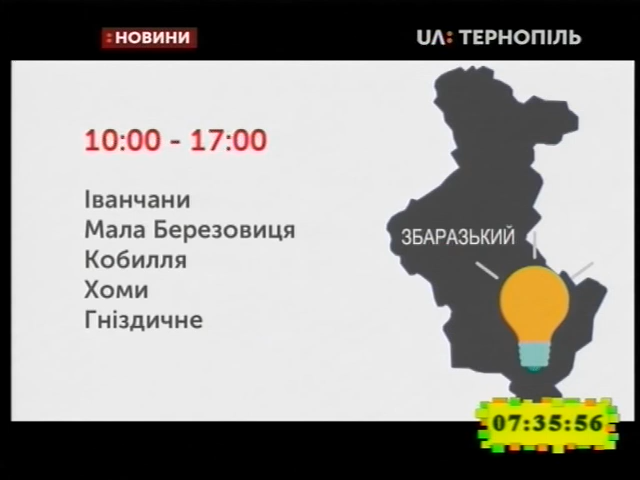 :НОВИНИ
UA: ТЕРНОПІЛЬ
10:00 - 17:00
Іванчани
Мала Березовиця
Кобилля
Хоми
Гніздичне
ЗБАРАЗЬКИЙ
07:35:56